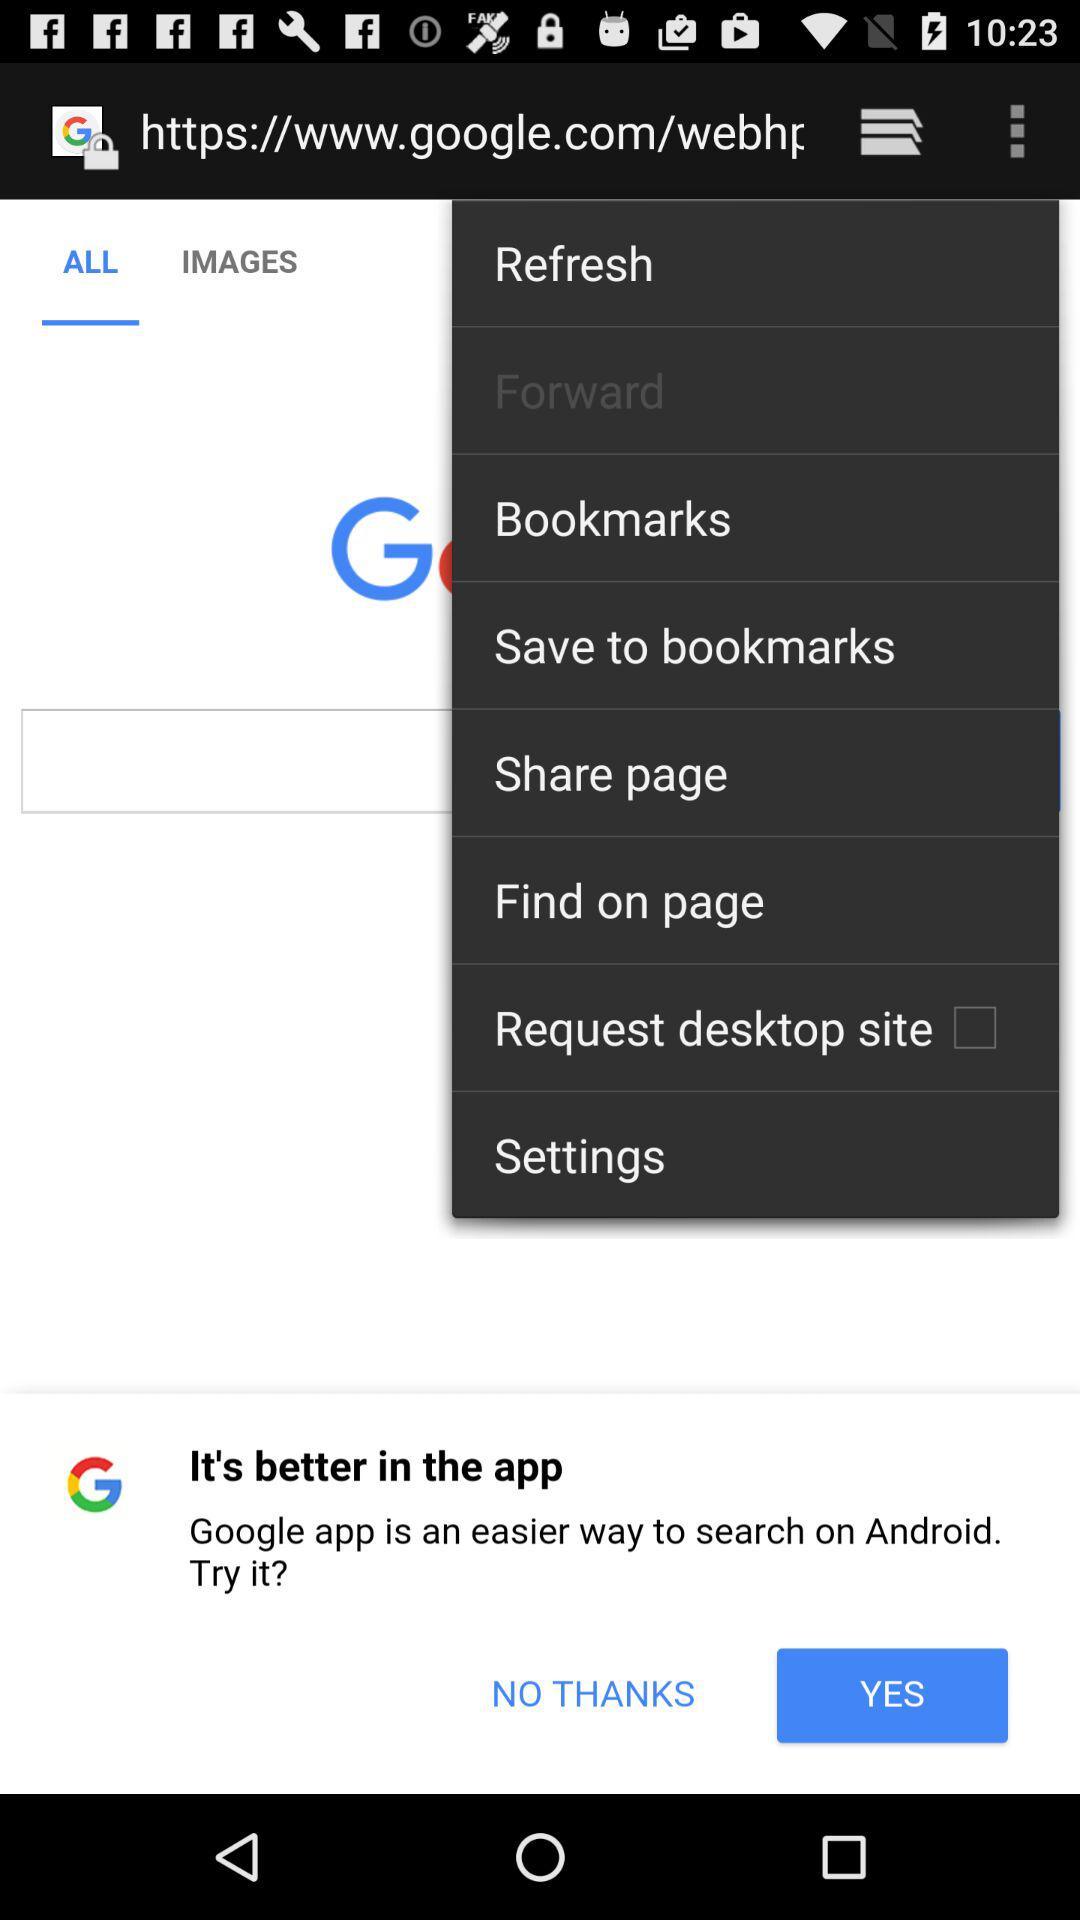 FAKE
10:23
https://www.google.com/webhp
ALL
IMAGES
Refresh
Forward
Bookmarks
Save to bookmarks
Share page
Find on page
Request desktop site
Settings
It's better in the app
Google app is an easier way to search on Android.
Try it?
NO THANKS
YES